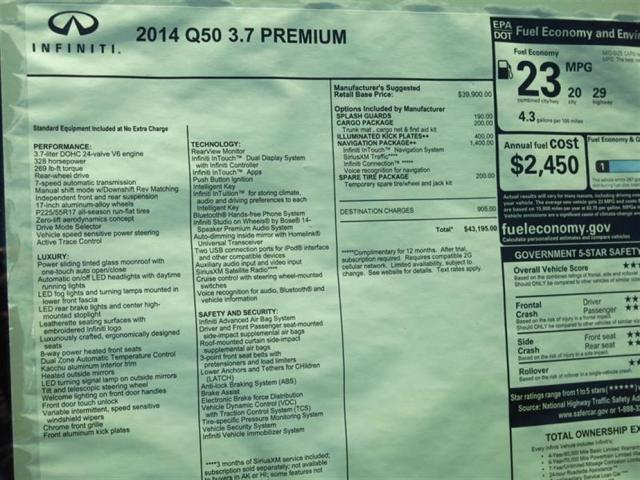 INFINITI.
2014 Q50 3.7 PREMIUM
Standard Equipment Included at No Extra Charge
PERFORMANCE:
3.7-liter DOHC 24-valve V6 engine
328 horsepower
269 lb-ft torque
Rear-wheel drive
7-speed automatic transmission
Manual shift mode w/Downshift Rev Matching
Independent front and rear suspension
17-inch aluminum-alloy wheels
P225/55R17 all-season run-flat tires
Zero-lift aerodynamics concept
Drive Mode Selector
Vehicle speed sensitive power steering
Active Trace Control
LUXURY:
Power sliding tinted glass moonroof with
one-touch auto open/close
Automatic on/off LED headlights with daytime
running lights
LED fog lights and turning lamps mounted in
lower front fascia
LED rear brake lights and center high-
mounted stoplight
Leatherette seating surfaces with
embroidered Infiniti logo
Luxuriously crafted, ergonomically designed
seats
8-way power heated front seats
Dual Zone Automatic Temperature Control
Kacchu aluminum interior trim
Heated outside mirrors
LED turning signal lamp on outside mirrors
Tilt and telescopic steering wheel
Welcome lighting on front door handles
Front door touch unlock
Variable intermittent, speed sensitive
windshield wipers
Chrome front grille
Front aluminum kick plates
TECHNOLOGY:
RearView Monitor
Infiniti InTouch™ Dual Display System
with Infiniti Controller
Infiniti InTouch™ Apps
Push Button Ignition
Intelligent Key
Infiniti InTuition™ for storing climate,
audio and driving preferences to each
Intelligent Key
Bluetooth® Hands-free Phone System
Infiniti Studio on Wheels® by Bose® 14-
Speaker Premium Audio System
Auto-dimming inside mirror with Homelink®
Universal Transceiver
Two USB connection ports for iPod® interface
and other compatible devices
Auxiliary audio and video input
SiriusXM Satellite Radio****
Cruise control with steering wheel-mounted
switches
Voice recognition for audio, Bluetooth® and
vehicle information
SAFETY AND SECURITY:
Infiniti Advanced Air Bag System
Driver and Front Passenger seat-mounted
side-impact supplemental air bags
Roof-mounted curtain side-impact
supplemental air bags
3-point front seat belts with
pretensioners and load limiters
Lower Anchors and Tethers for CHildren
(LATCH)
Anti-lock Braking System (ABS)
Brake Assist
Electronic Brake force Distribution
Vehicle Dynamic Control (VDC)
with Traction Control System (TCS)
Tire-specific Pressure Monitoring System
Vehicle Security System
Infiniti Vehicle Immobilizer System
****3 months of SiriusXM service included;
subscription sold separately; not available
to buyers in AK or HI; some features not
Manufacturer's Suggested
Retail Base Price: $39,900.00
Options Included by Manufacturer
SPLASH GUARDS 190.00
CARGO PACKAGE 200.00
Trunk mat, cargo net & first aid kit
ILLUMINATED KICK PLATES++ 400.00
NAVIGATION PACKAGE++ 1,400.00
Infiniti InTouch™ Navigation System
SiriusXM Traffic****
Infiniti Connection™ *****
Voice recognition for navigation
SPARE TIRE PACKAGE 200.00
Temporary spare tire/wheel and jack kit
DESTINATION CHARGES 905.00
Total* $43,195.00
*****Complimentary for 12 months. After trial,
subscription required. Requires compatible 2G
cellular network. Limited availability, subject to
change. See website for details. Text rates apply.
EPA
DOT
Fuel Economy and Envi
Fuel Economy
23 MPG
20 29
combined city/hwy city highway
4.3 gallons per 100 miles
Annual fuel COST
$2,450
Fuel Economy & G
1
fueleconomy.gov
Calculate personalized estimates and compare vehicles
GOVERNMENT 5-STAR SAFET
Overall Vehicle Score
Frontal Driver
Crash Passenger
Side Front seat
Crash Rear seat
Rollover
Star ratings range from 1 to 5 stars
Source: National Highway Traffic Safety Ad
www.safercar.gov or 1-888-3
TOTAL OWNERSHIP EX